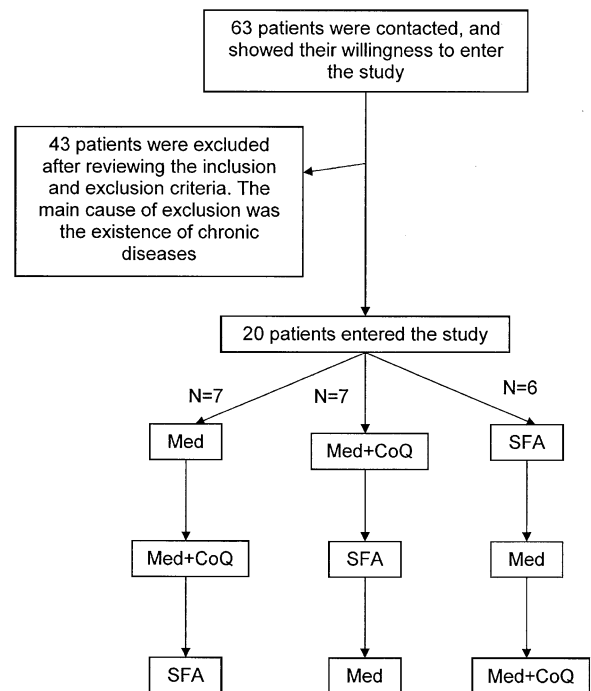 63 patients were contacted, and
showed their willingness to enter
the study
43 patients were excluded
after reviewing the inclusion
and exclusion criteria. The
main cause of exclusion was
the existence of chronic
diseases
20 patients entered the study
N=7
N=7
N=6
Med
Med+CoQ
SFA
Med+CoQ
SFA
Med
SFA
Med
Med+CoQ